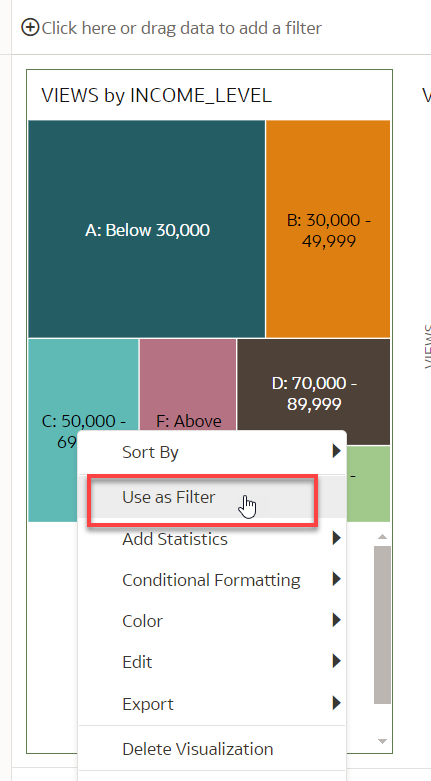 Click here or drag data to add a filter
VIEWS by INCOME_LEVEL
V
A: Below 30,000
B: 30,000 -
49,999
VIEWS
D: 70,000 -
89,999
C: 50,000 -
69
F: Above
-
Sort By
Use as Filter
Add Statistics
Conditional Formatting
Color
Edit
Export
Delete Visualization